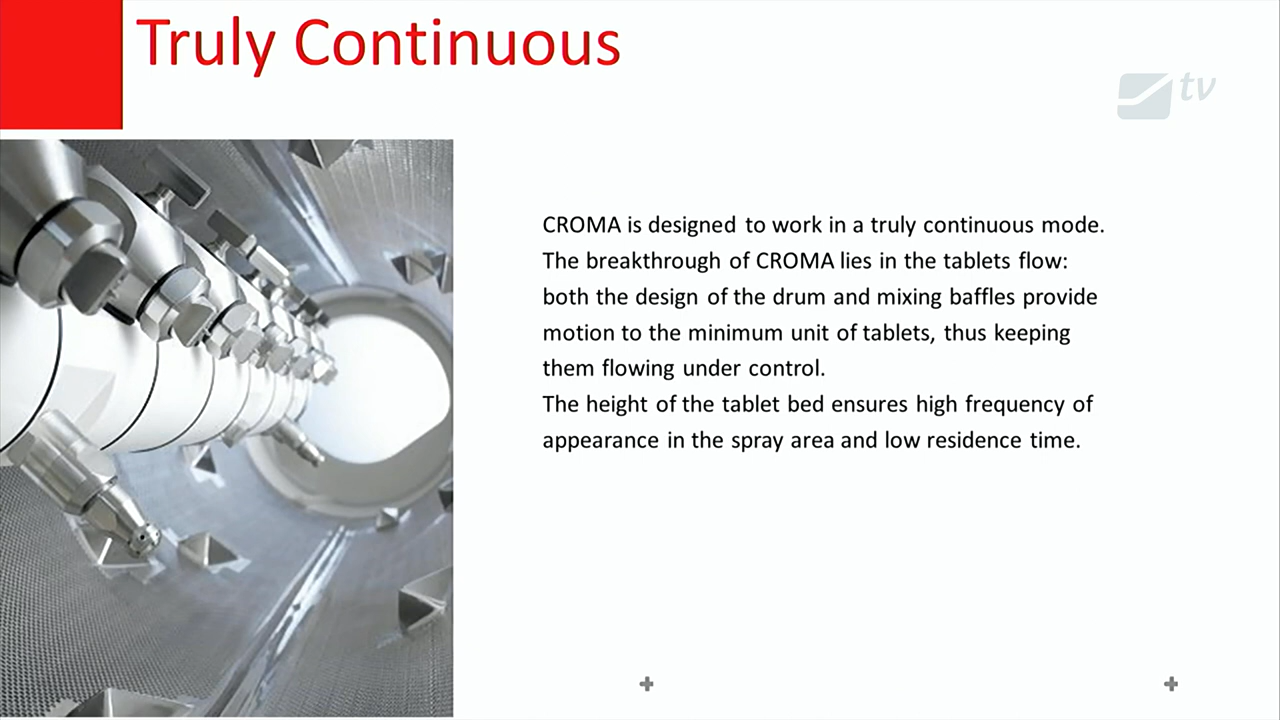 Truly Continuous
tv
CROMA is designed to work in a truly continuous mode.
The breakthrough of CROMA lies in the tablets flow:
both the design of the drum and mixing baffles provide
motion to the minimum unit of tablets, thus keeping
them flowing under control.
The height of the tablet bed ensures high frequency of
appearance in the spray area and low residence time.